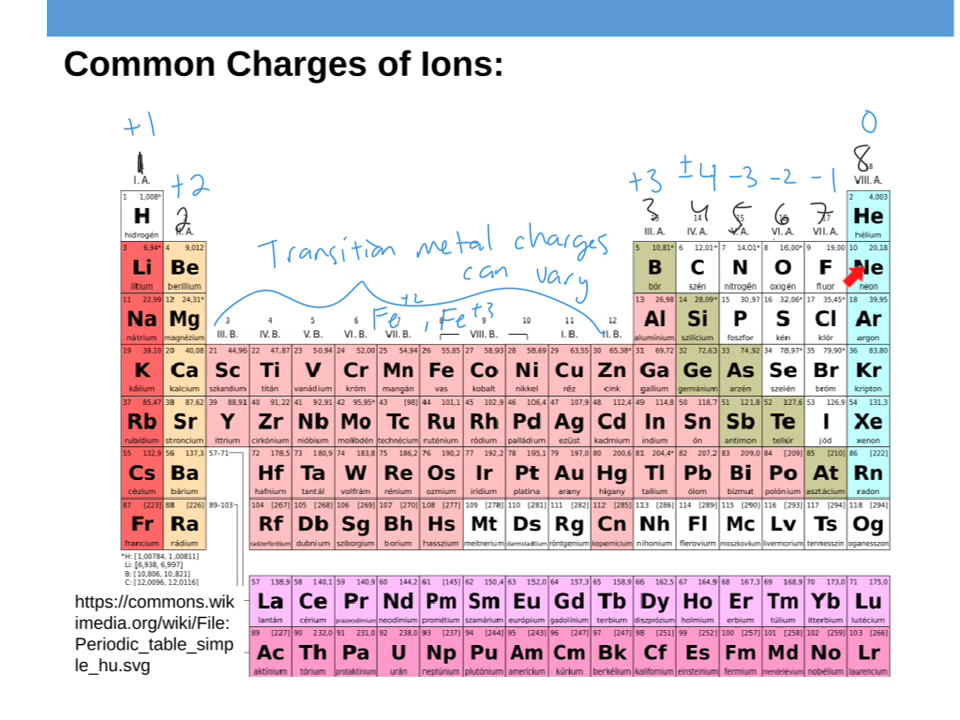 Common Charges of Ions:
+1 0
1 8
I. A. +2 +3 ±4 -3 -2 -1 VIII. A.
1 1,008* 2 3 4 5 6 7 2 4,003
H III. A. IV. A. VI. A. VII. A. He
hidrogén hélium
Transition metal charges
can vary
3 6,94* 4 9,012 5 10,81* 6 12,01* 7 14,01* 8 16,00* 9 19,00 10 20,18
Li Be B C N O F Ne
lítium berillium bór szén nitrogén oxigén fluor neon
11 22,99 12 24,31* 13 26,98 14 28,09* 15 30,97 16 32,06* 17 35,45* 18 39,95
Na Mg Al Si P S Cl Ar
nátrium magnézium alumínium szilícium foszfor kén klór argon
Fe+2, Fe+3
3 4 5 6 7 8 9 10 11 12
III. B. IV. B. V. B. VI. B. VII. B. VIII. B. I. B. II. B.
19 39,10 20 40,08 21 44,96 22 47,87 23 50,94 24 52,00 25 54,94 26 55,85 27 58,93 28 58,69 29 63,55 30 65,38* 31 69,72 32 72,63 33 74,92 34 78,97* 35 79,90* 36 83,80
K Ca Sc Ti V Cr Mn Fe Co Ni Cu Zn Ga Ge As Se Br Kr
kálium kalcium szkandium titán vanádium króm mangán vas kobalt nikkel réz cink gallium germánium arzén szelén bróm kripton
37 85,47 38 87,62 39 88,91 40 91,22 41 92,91 42 95,95* 43 [98] 44 101,1 45 102,9 46 106,4 47 107,9 48 112,4 49 114,8 50 118,7 51 121,8 52 127,6 53 126,9 54 131,3
Rb Sr Y Zr Nb Mo Tc Ru Rh Pd Ag Cd In Sn Sb Te I Xe
rubídium stroncium ittrium cirkónium nióbium molibdén technécium ruténium ródium palládium ezüst kadmium indium ón antimon tellúr jód xenon
55 132,9 56 137,3 57-71 72 178,5 73 180,9 74 183,8 75 186,2 76 190,2 77 192,2 78 195,1 79 197,0 80 200,6 81 204,4* 82 207,2 83 209,0 84 [209] 85 [210] 86 [222]
Cs Ba Hf Ta W Re Os Ir Pt Au Hg Tl Pb Bi Po At Rn
cézium bárium hafnium tantál volfrám rénium ozmium irídium platina arany higany tallium ólom bizmut polónium asztácium radon
87 [223] 88 [226] 89-103 104 [267] 105 [268] 106 [269] 107 [270] 108 [277] 109 [278] 110 [281] 111 [282] 112 [285] 113 [286] 114 [289] 115 [290] 116 [293] 117 [294] 118 [294]
Fr Ra Rf Db Sg Bh Hs Mt Ds Rg Cn Nh Fl Mc Lv Ts Og
francium rádium radzerfordium dubnium sziborgium borium hasszium meitnerium darmstadtium röntgenium kopernícium nihonium flerovium moszkovium livermorium tennesszin oganesszon
*H: [1,00784, 1,00811]
Li: [6,938, 6,997]
B: [10,806, 10,821]
C: [12,0096, 12,0116]
57 138,9 58 140,1 59 140,9 60 144,2 61 [145] 62 150,4 63 152,0 64 157,3 65 158,9 66 162,5 67 164,9 68 167,3 69 168,9 70 173,0 71 175,0
La Ce Pr Nd Pm Sm Eu Gd Tb Dy Ho Er Tm Yb Lu
lantán cérium prazeodímium neodímium prométium szamárium európium gadolínium terbium diszprózium holmium erbium túlium itterbium lutécium
89 [227] 90 232,0 91 231,0 92 238,0 93 [237] 94 [244] 95 [243] 96 [247] 97 [247] 98 [251] 99 [252] 100 [257] 101 [258] 102 [259] 103 [266]
Ac Th Pa U Np Pu Am Cm Bk Cf Es Fm Md No Lr
aktínium tórium protaktínium urán neptúnium plutónium amerícium kűrium berkélium kalifornium einsteinium fermium mendelévium nobélium laurencium
https://commons.wik
imedia.org/wiki/File:
Periodic_table_simp
le_hu.svg